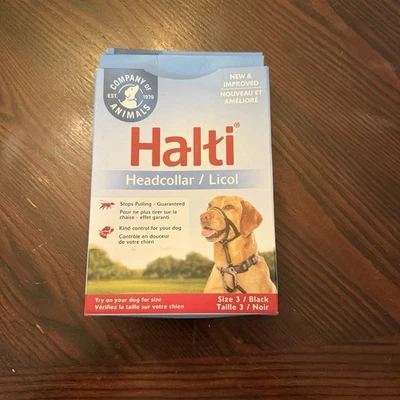 COMPANY OF
EST. 1979
ANIMALS
NEW &
IMPROVED
NOUVEAU ET
AMÉLIORÉ
Halti®
Headcollar / Licol
Stops Pulling - Guaranteed
Pour ne plus tirer sur la
chaise - effet garanti
Kind control for your dog
Contrôle en douceur
de votre chien
Try on your dog for size
Vérifiez la taille sur votre chien
Size 3 / Black
Taille 3 / Noir